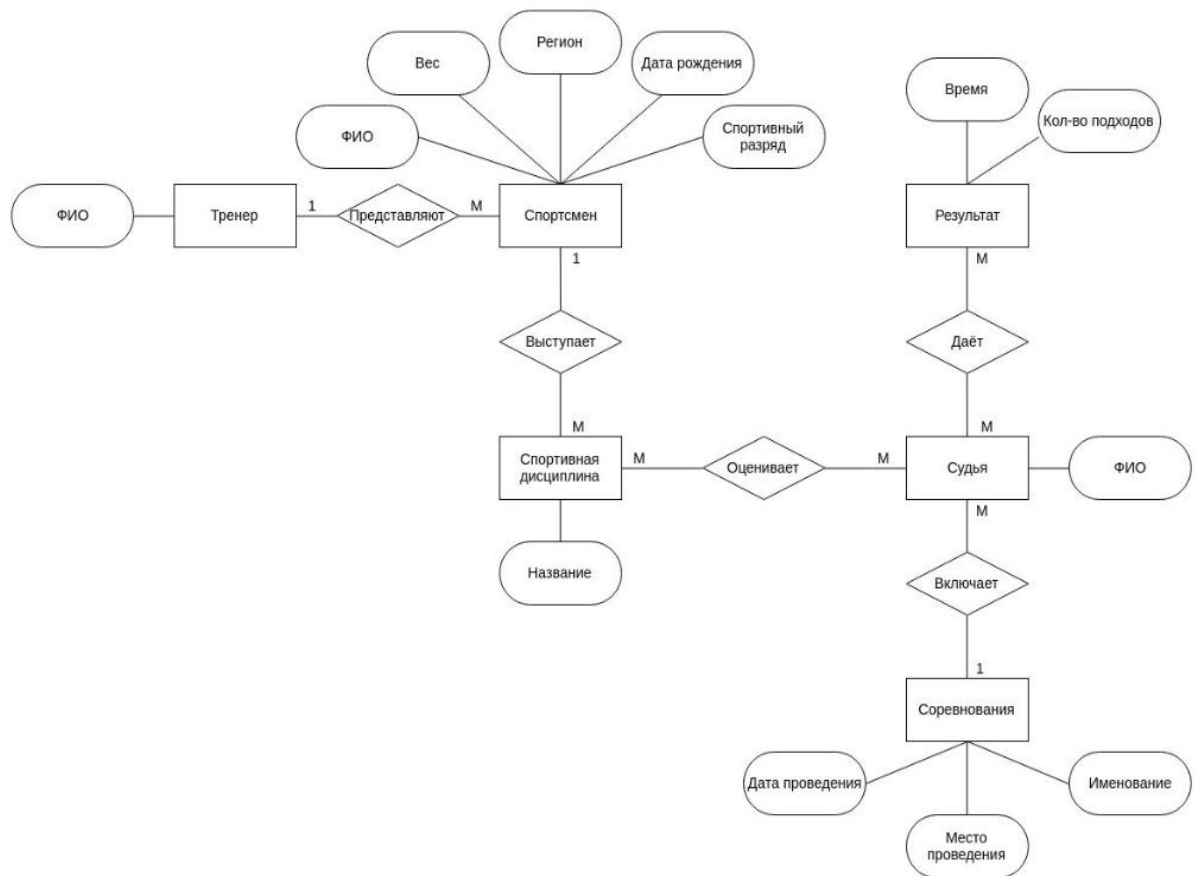 Регион
Вес
Дата рождения
Время
Кол-во подходов
ФИО
Спортивный
разряд
ФИО
Тренер
1
Представляют
М
Спортсмен
Результат
1
М
Выступает
Даёт
М
М
Спортивная
дисциплина
М
Оценивает
М
Судья
ФИО
М
Название
Включает
1
Соревнования
Дата проведения
Именование
Место
проведения